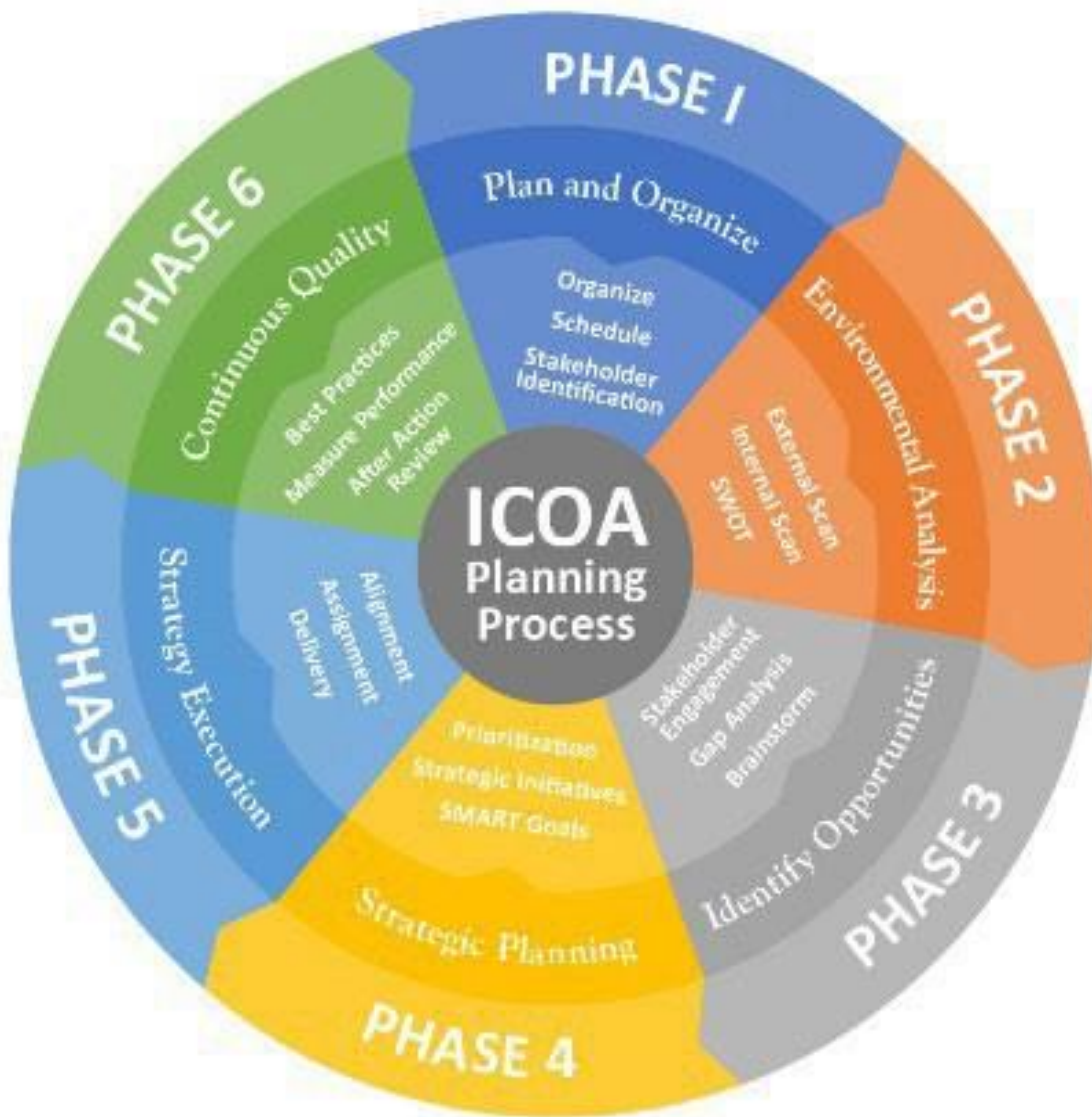 ICOA
Planning
Process
PHASE I
Plan and Organize
Organize
Schedule
Stakeholder
Identification
PHASE 2
Environmental Analysis
External Scan
Internal Scan
SWOT
PHASE 3
Identify Opportunities
Stakeholder
Engagement
Gap Analysis
Brainstorm
PHASE 4
Strategic Planning
Prioritization
Strategic Initiatives
SMART Goals
PHASE 5
Strategy Execution
Alignment
Assignment
Delivery
PHASE 6
Continuous Quality
Best Practices
Measure Performance
After Action
Review